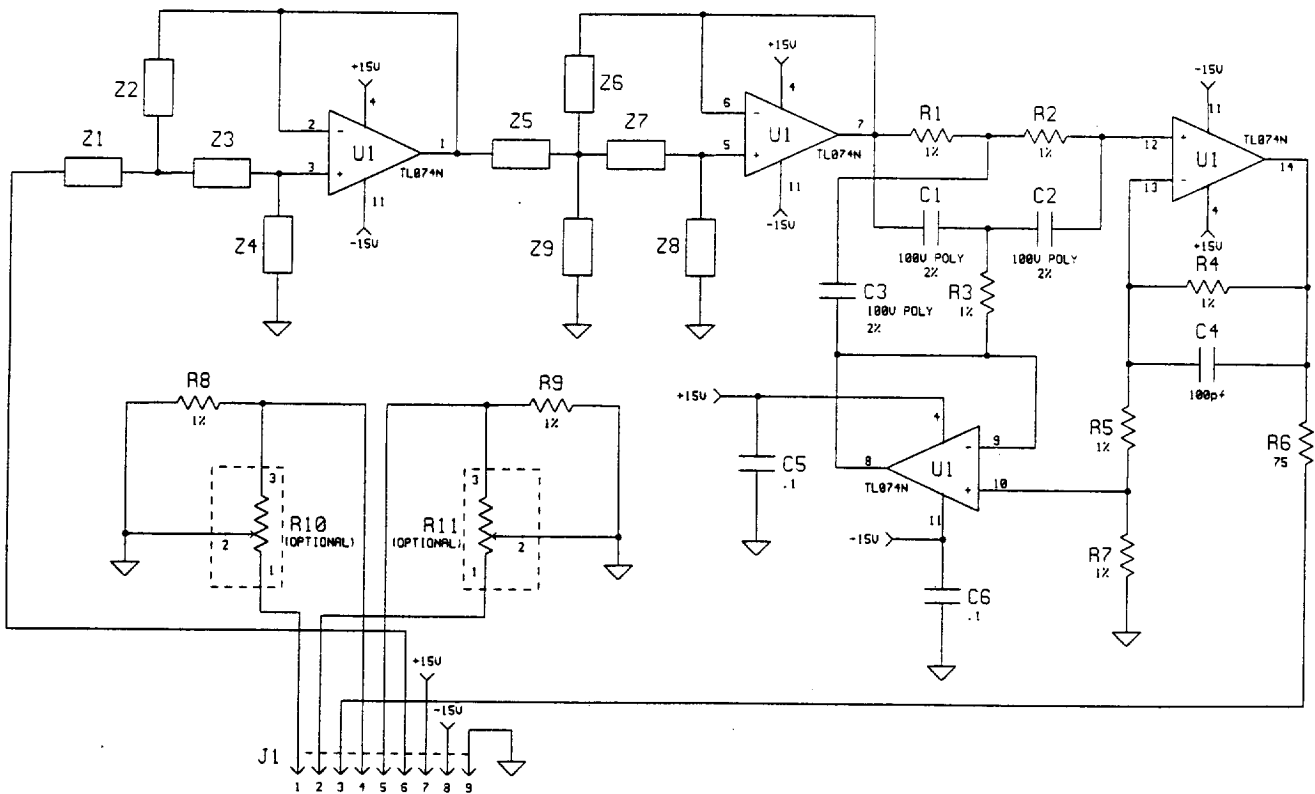 +15V
4
Z2
2
-
U1
1
Z1
Z3
3
+
TL074N
11
-15V
Z4
+15V
4
Z6
6
-
U1
7
Z5
Z7
5
+
TL074N
11
-15V
Z9
Z8
R1
1%
R2
1%
-15V
11
12
+
U1
TL074N
14
13
-
4
+15V
C1
100V POLY
2%
C2
100V POLY
2%
R4
1%
C3
100V POLY
2%
R3
1%
C4
100pf
R8
1%
R9
1%
+15V
4
9
-
U1
8
TL074N
+
10
11
-15V
C5
.1
C6
.1
R5
1%
R6
75
R7
1%
3
R10
(OPTIONAL)
2
1
3
R11
(OPTIONAL)
2
1
+15V
-15V
J1
1 2 3 4 5 6 7 8 9